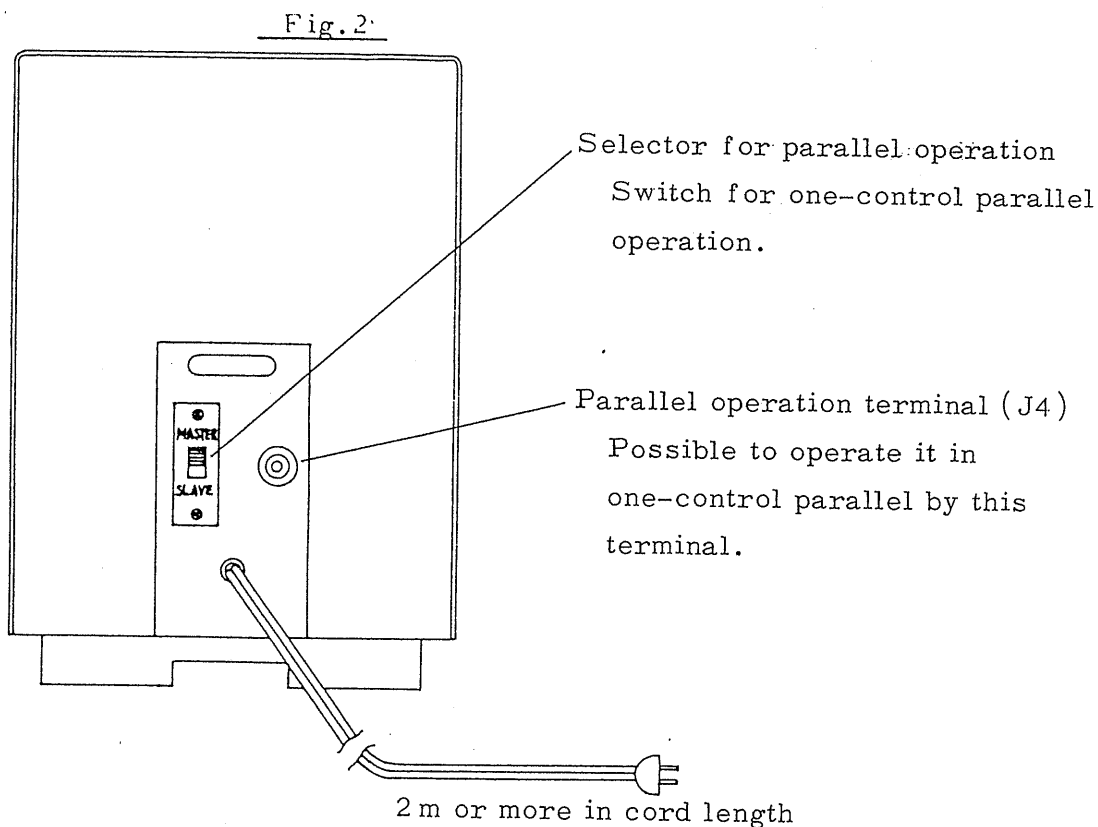 Fig.2
Selector for parallel operation
Switch for one-control parallel
operation.
MASTER
SLAVE
Parallel operation terminal (J4)
Possible to operate it in
one-control parallel by this
terminal.
2 m or more in cord length